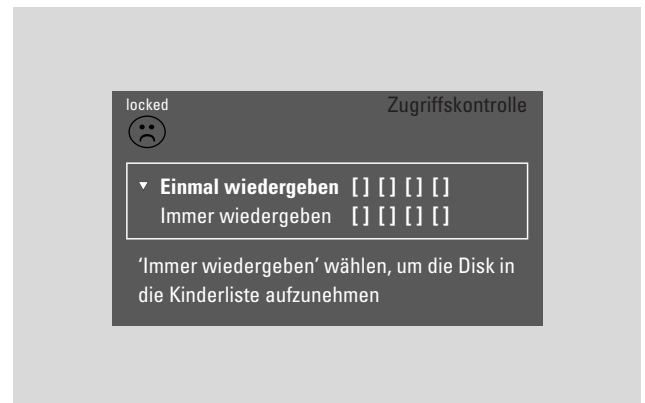 locked
Zugriffskontrolle
Einmal wiedergeben [ ] [ ] [ ] [ ]
Immer wiedergeben [ ] [ ] [ ] [ ]
‘Immer wiedergeben’ wählen, um die Disk in
die Kinderliste aufzunehmen